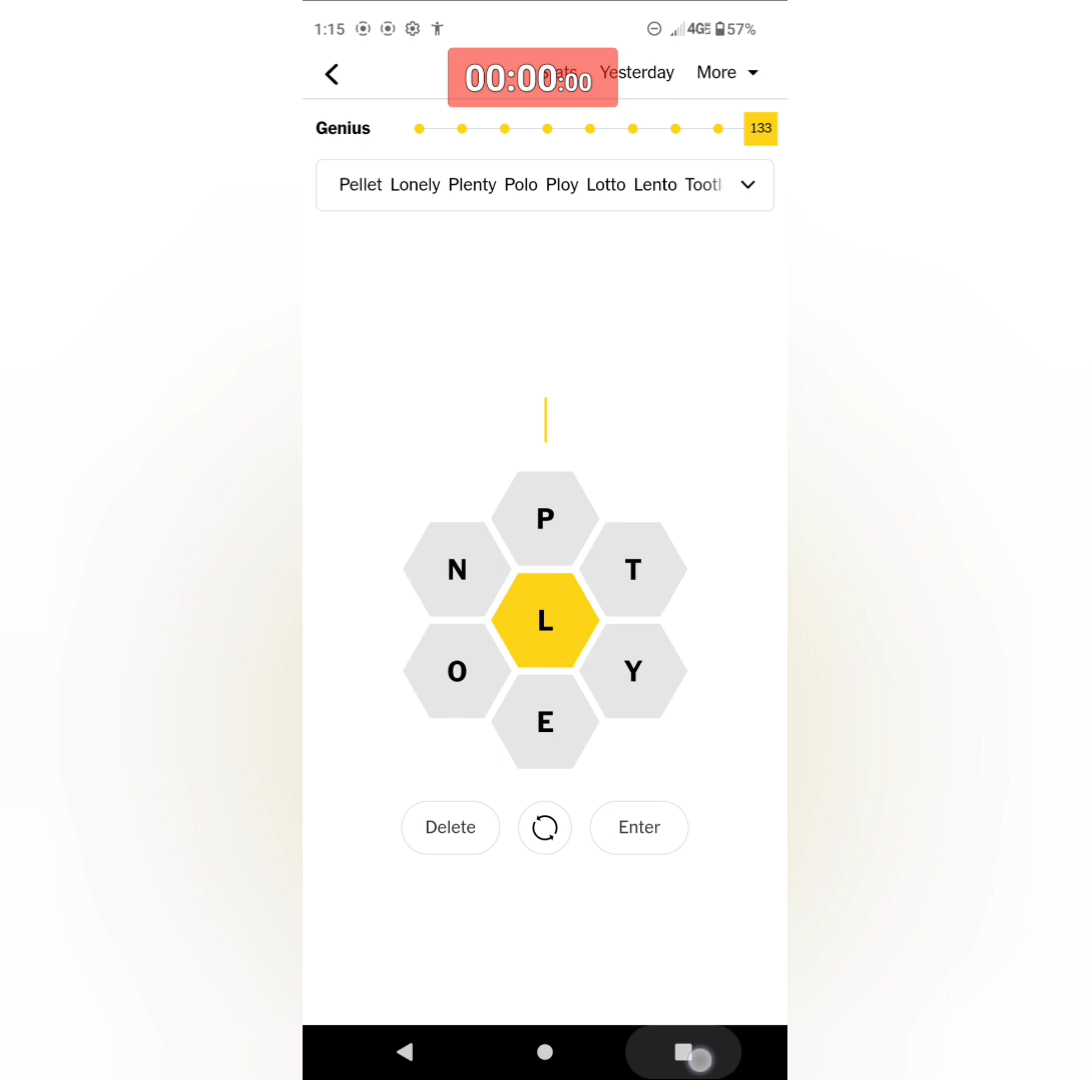 1:15 4GE 57%
00:00:00 Yesterday More
Genius 133
Pellet Lonely Plenty Polo Ploy Lotto Lento
P
N T
L
O Y
E
Delete Enter